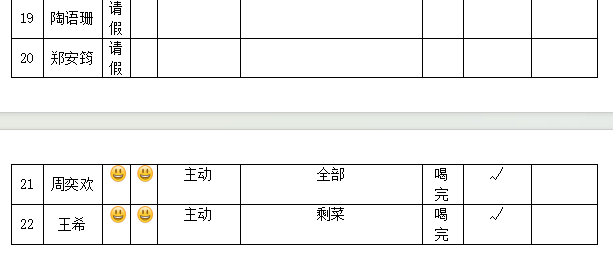 19 陶语珊 请假
20 郑安筠 请假
21 周奕欢 😃 😃 主动 全部 喝完 ✓
22 王希 😃 😃 主动 剩菜 喝完 ✓